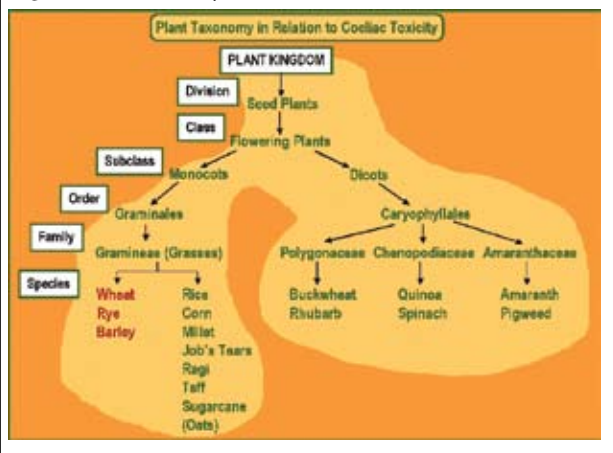 Plant Taxonomy in Relation to Coeliac Toxicity
PLANT KINGDOM
Division
Seed Plants
Class
Flowering Plants
Subclass
Monocots
Dicots
Order
Graminales
Caryophyllales
Family
Gramineae (Grasses)
Polygonaceae
Chenopodiaceae
Amaranthaceae
Species
Wheat
Rye
Barley
Rice
Corn
Millet
Job's Tears
Ragi
Taff
Sugarcane
(Oats)
Buckwheat
Rhubarb
Quinoa
Spinach
Amaranth
Pigweed